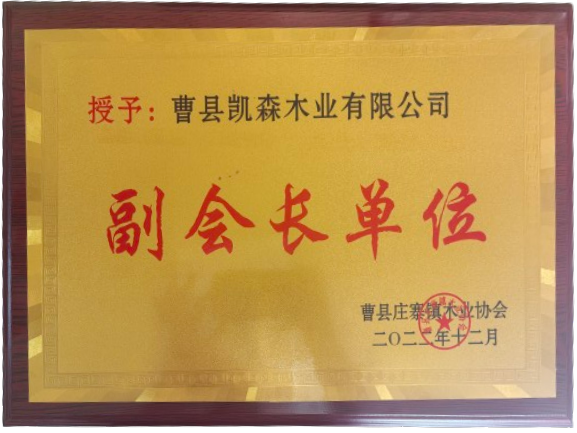 授予：曹县凯森木业有限公司
副会长单位
曹县庄寨镇木业协会
二〇二二年十二月